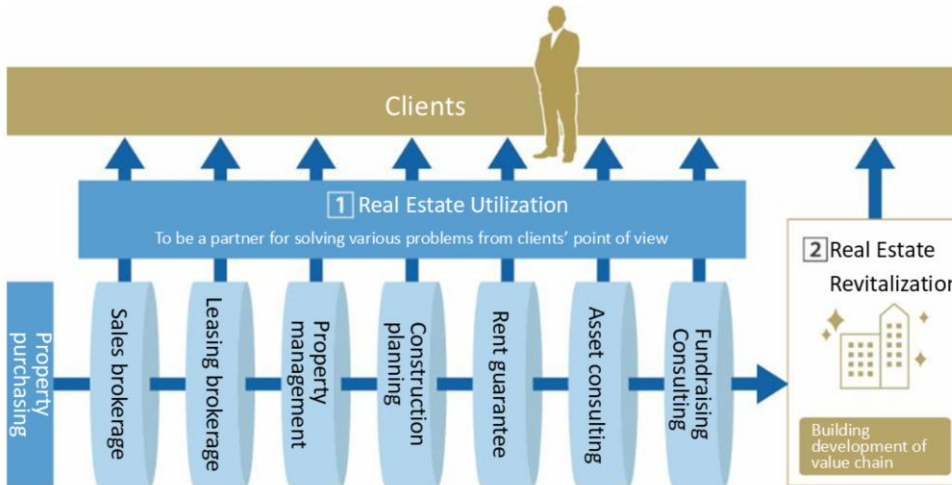 Clients
1 Real Estate Utilization
To be a partner for solving various problems from clients' point of view
2 Real Estate
Revitalization
Property
purchasing
Sales brokerage
Leasing brokerage
Property
management
Construction
planning
Rent guarantee
Asset consulting
Fundraising
Consulting
Building
development of
value chain